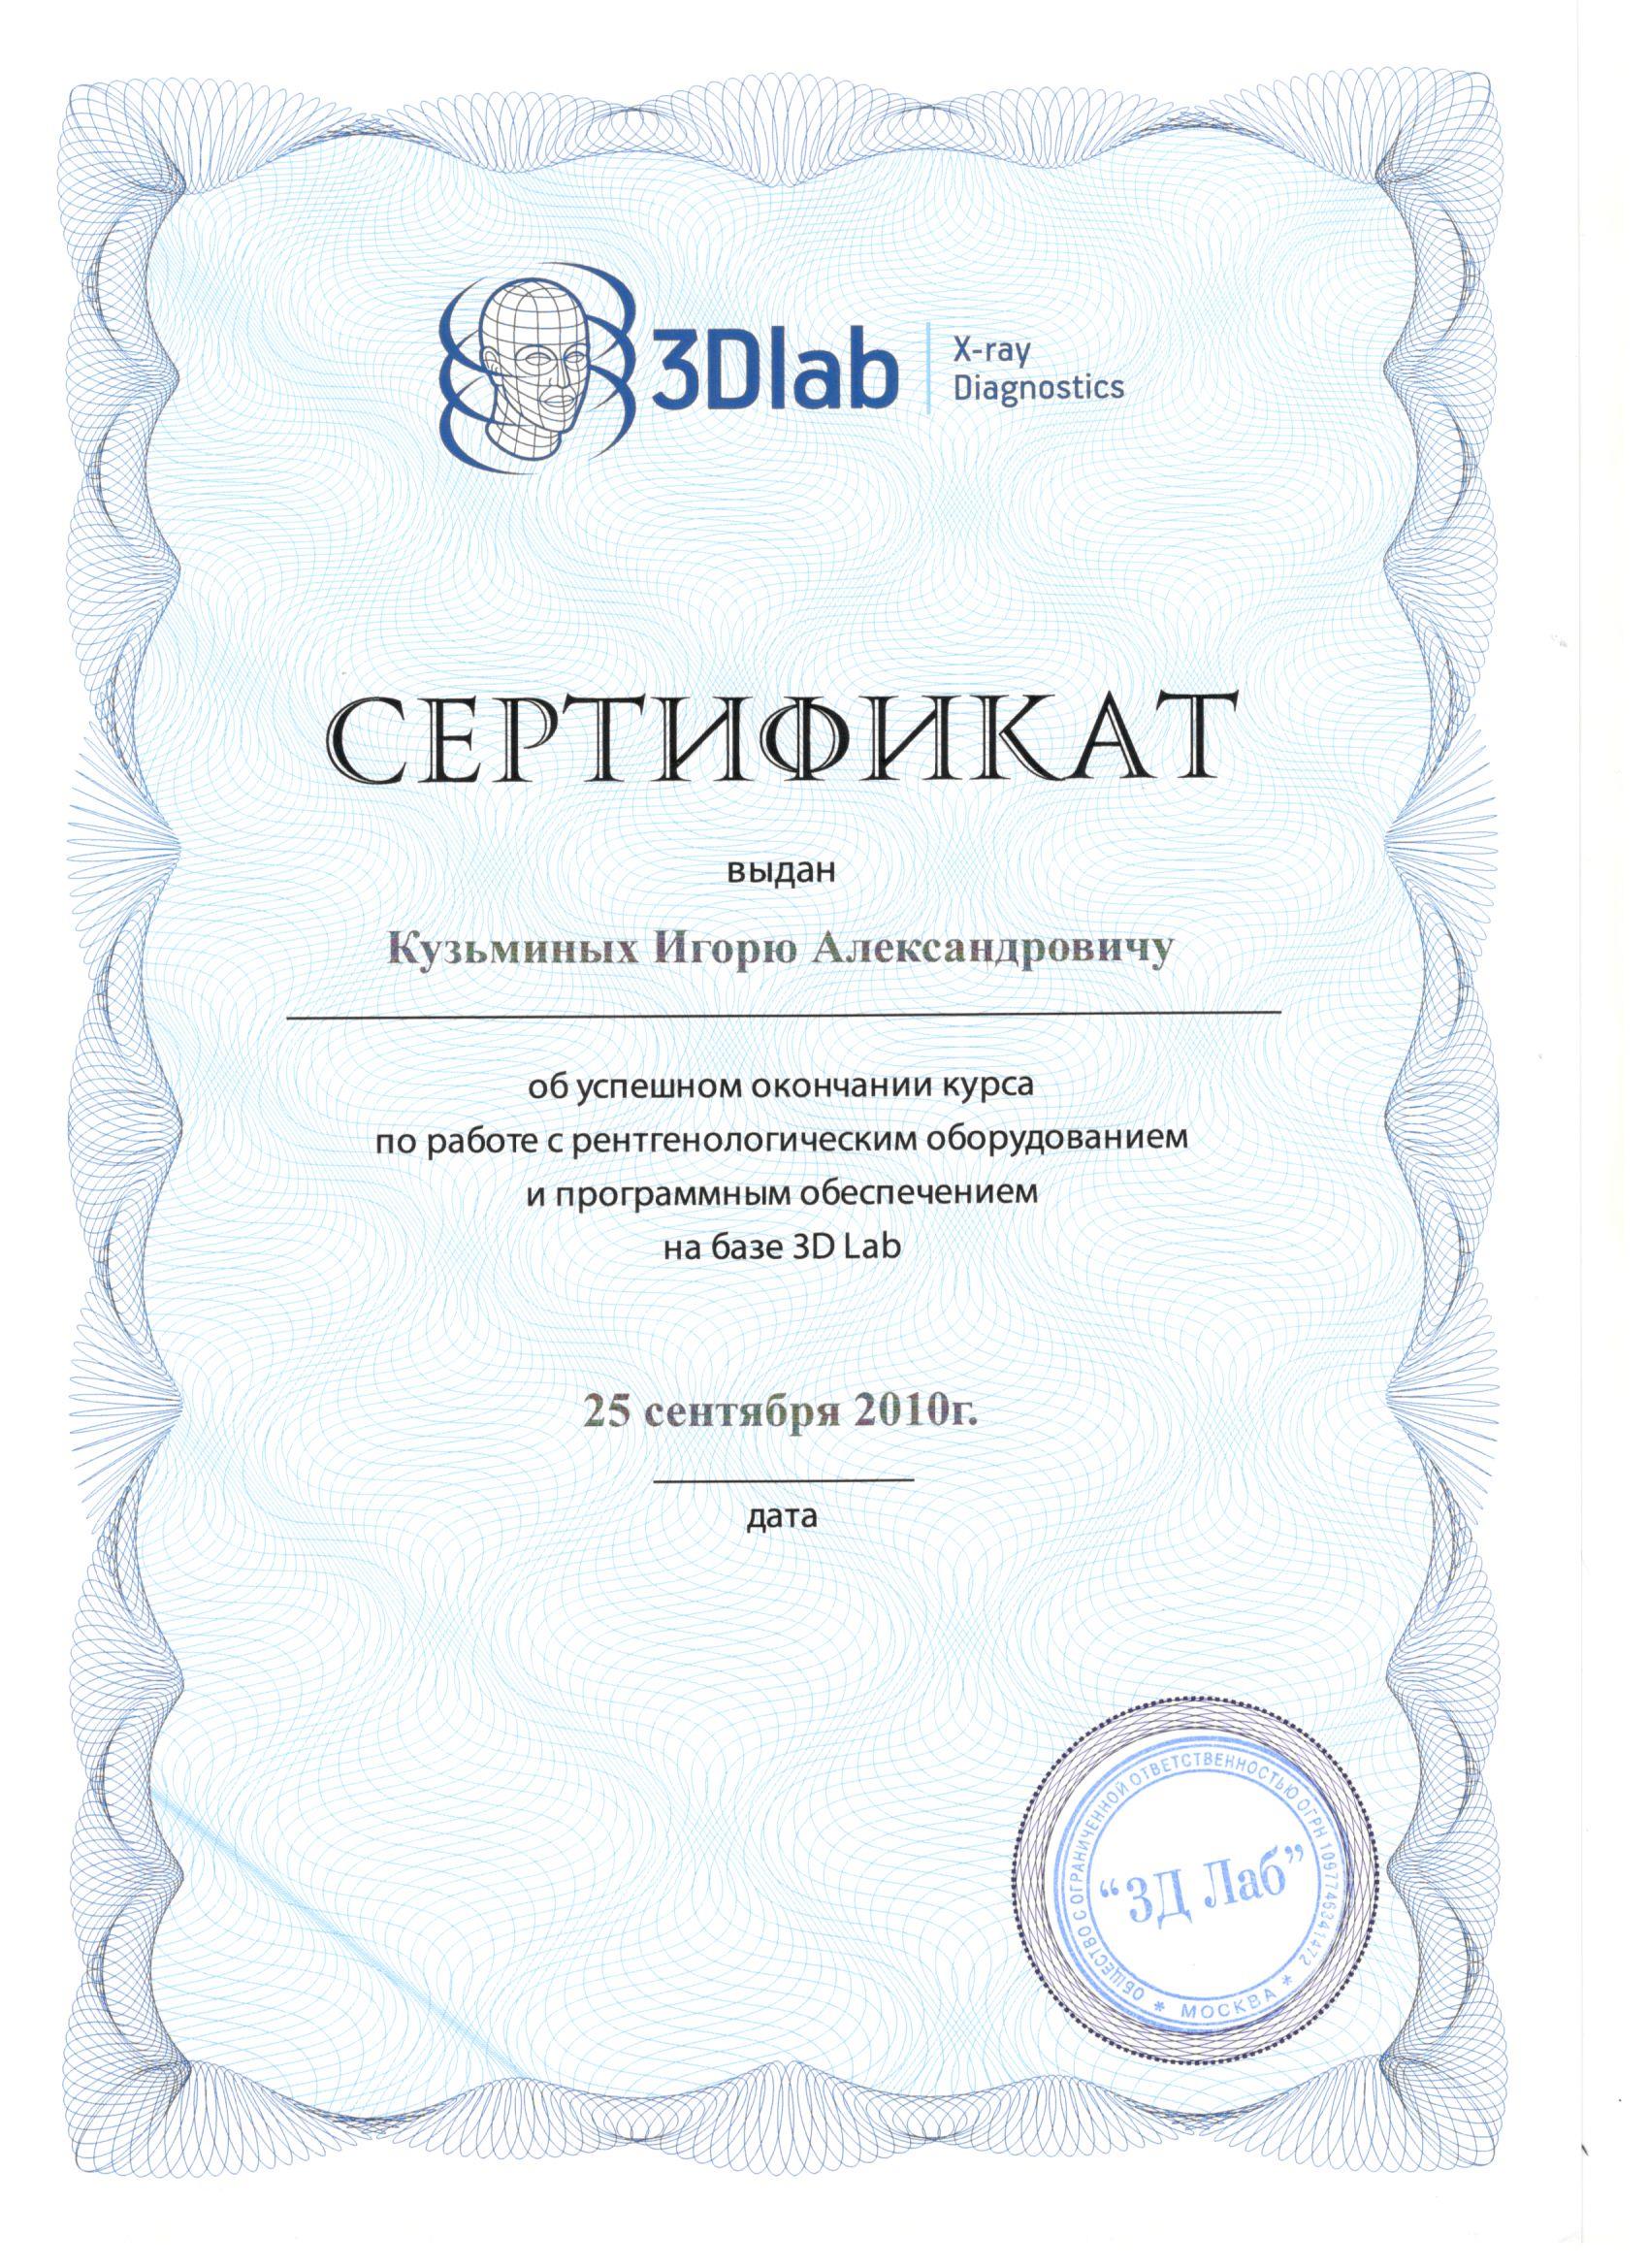 3Dlab
X-ray
Diagnostics
СЕРТИФИКАТ
выдан
Кузьминых Игорю Александровичу
об успешном окончании курса
по работе с рентгенологическим оборудованием
и программным обеспечением
на базе 3D Lab
25 сентября 2010г.
дата
ОБЩЕСТВО С ОГРАНИЧЕННОЙ ОТВЕТСТВЕННОСТЬЮ ОГРН 1097746341472
“3Д Лаб”
* МОСКВА *